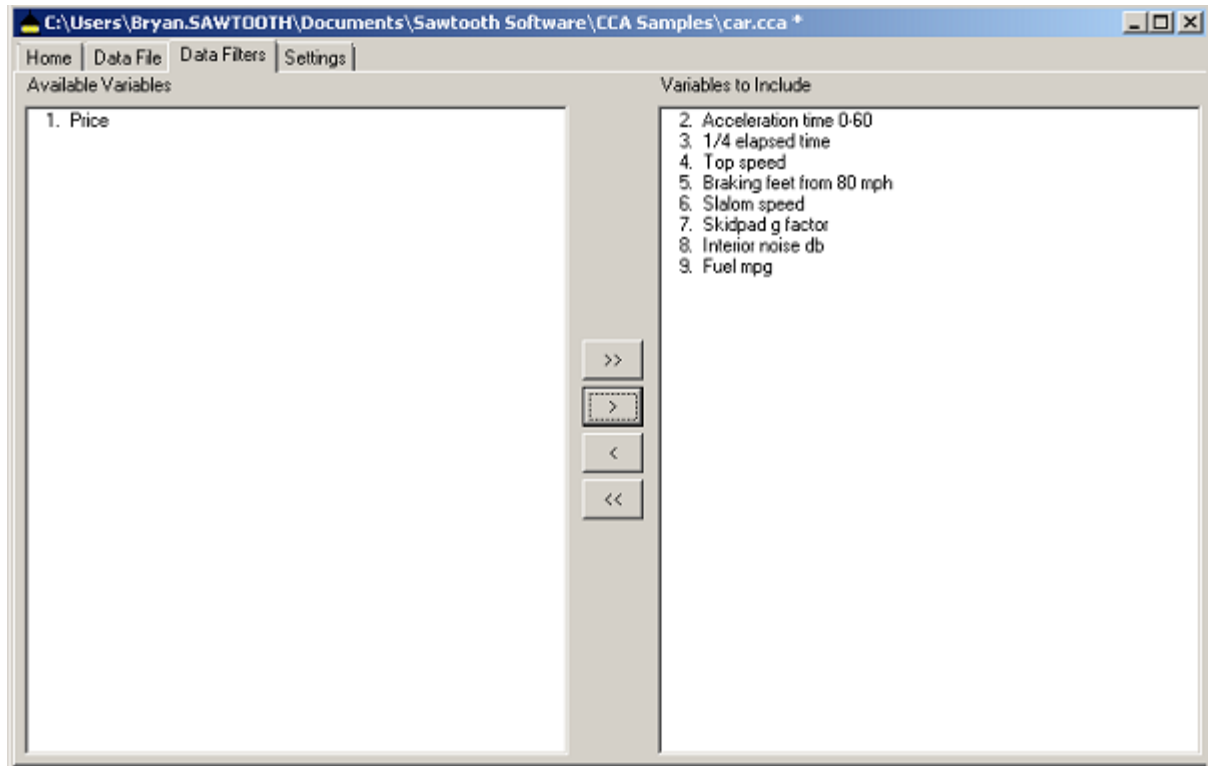 C:\Users\Bryan.SAWTOOTH\Documents\Sawtooth Software\CCA Samples\car.cca *
Home Data File Data Filters Settings
Available Variables
1. Price
Variables to Include
2. Acceleration time 0-60
3. 1/4 elapsed time
4. Top speed
5. Braking feet from 80 mph
6. Slalom speed
7. Skidpad g factor
8. Interior noise db
9. Fuel mpg
>>
>
<
<<